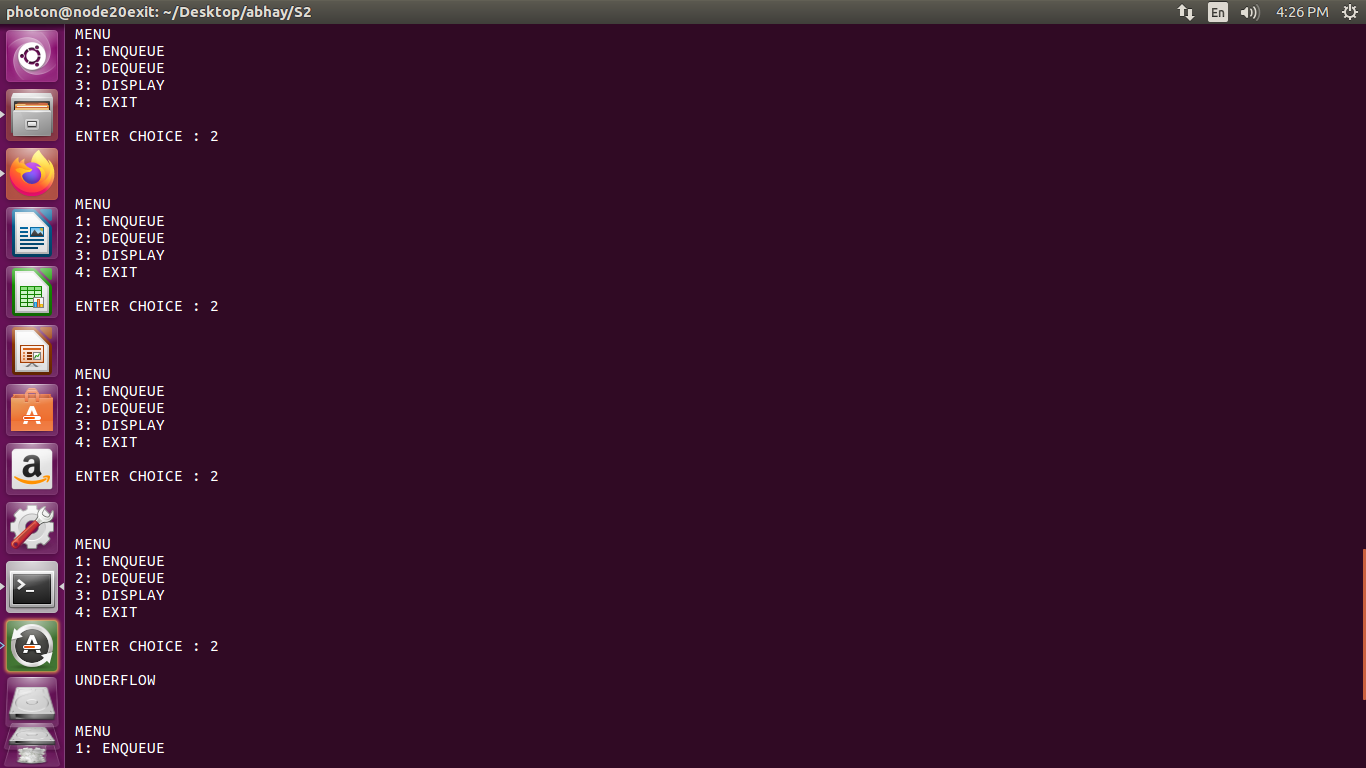 photon@node20exit: ~/Desktop/abhay/S2
En
4:26 PM
MENU
1: ENQUEUE
2: DEQUEUE
3: DISPLAY
4: EXIT
ENTER CHOICE : 2
MENU
1: ENQUEUE
2: DEQUEUE
3: DISPLAY
4: EXIT
ENTER CHOICE : 2
MENU
1: ENQUEUE
2: DEQUEUE
3: DISPLAY
4: EXIT
ENTER CHOICE : 2
MENU
1: ENQUEUE
2: DEQUEUE
3: DISPLAY
4: EXIT
ENTER CHOICE : 2
UNDERFLOW
MENU
1: ENQUEUE